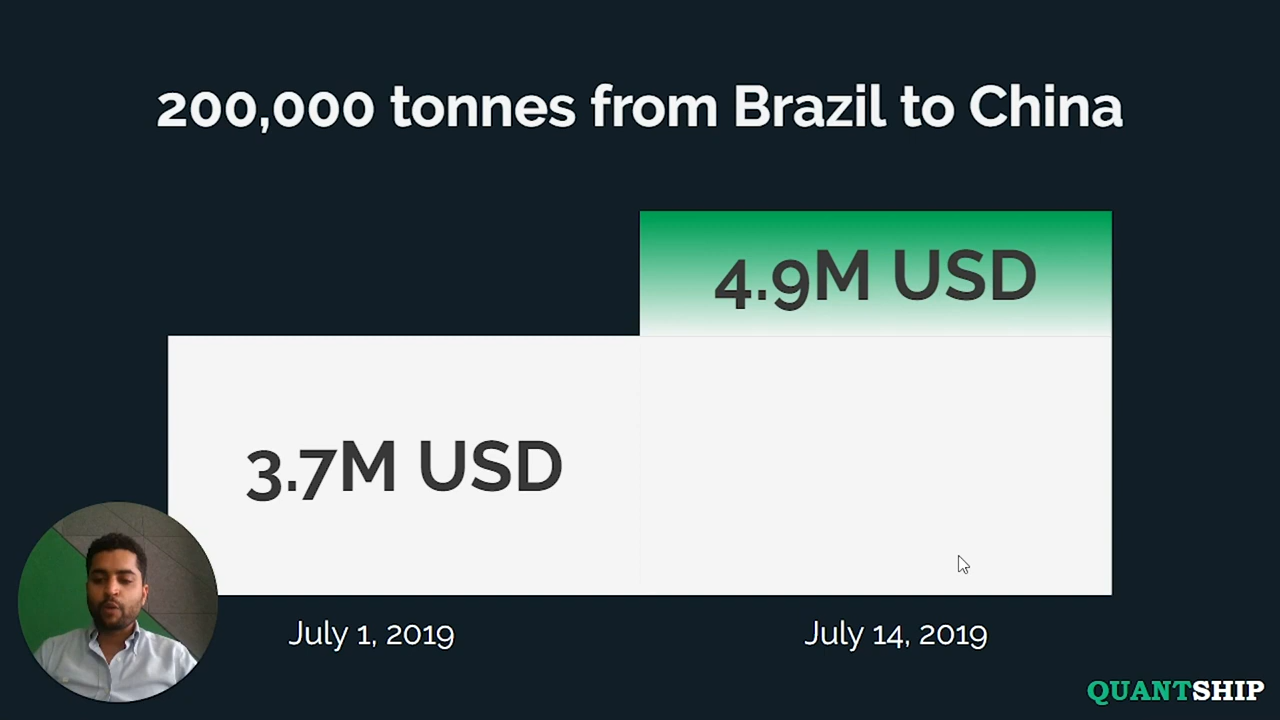 200,000 tonnes from Brazil to China
4.9M USD
3.7M USD
July 1, 2019
July 14, 2019
QUANTSHIP